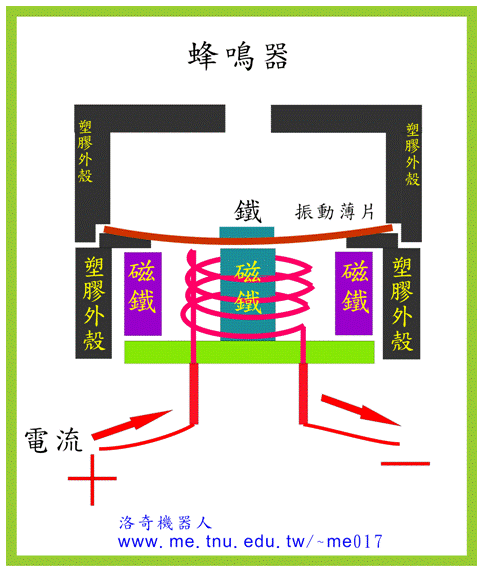 蜂鳴器
塑膠外殼
塑膠外殼
鐵
振動薄片
塑膠外殼
磁鐵
磁鐵
磁鐵
塑膠外殼
電流
+
−
洛奇機器人
www.me.tnu.edu.tw/~me017